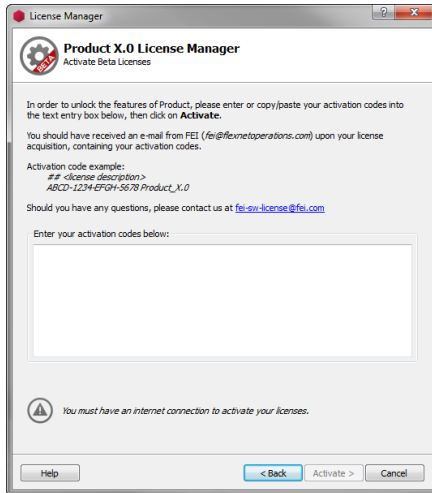 License Manager
?
X
BETA
Product X.0 License Manager
Activate Beta Licenses
In order to unlock the features of Product, please enter or copy/paste your activation codes into
the text entry box below, then click on Activate.
You should have received an e-mail from FEI (fei@flexnetoperations.com) upon your license
acquisition, containing your activation codes.
Activation code example:
## <license description>
ABCD-1234-EFGH-5678 Product_X.0
Should you have any questions, please contact us at fei-sw-license@fei.com
Enter your activation codes below:
You must have an internet connection to activate your licenses.
Help
< Back
Activate >
Cancel